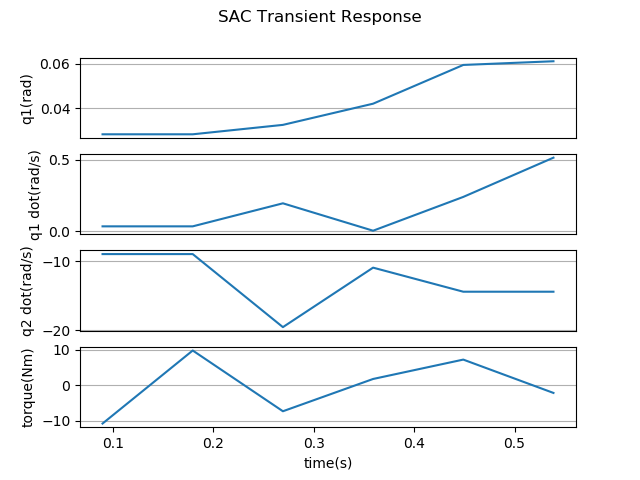 SAC Transient Response
q1(rad)
0.06
0.04
q1 dot(rad/s)
0.5
0.0
q2 dot(rad/s)
−10
−20
torque(Nm)
10
0
−10
0.1 0.2 0.3 0.4 0.5
time(s)